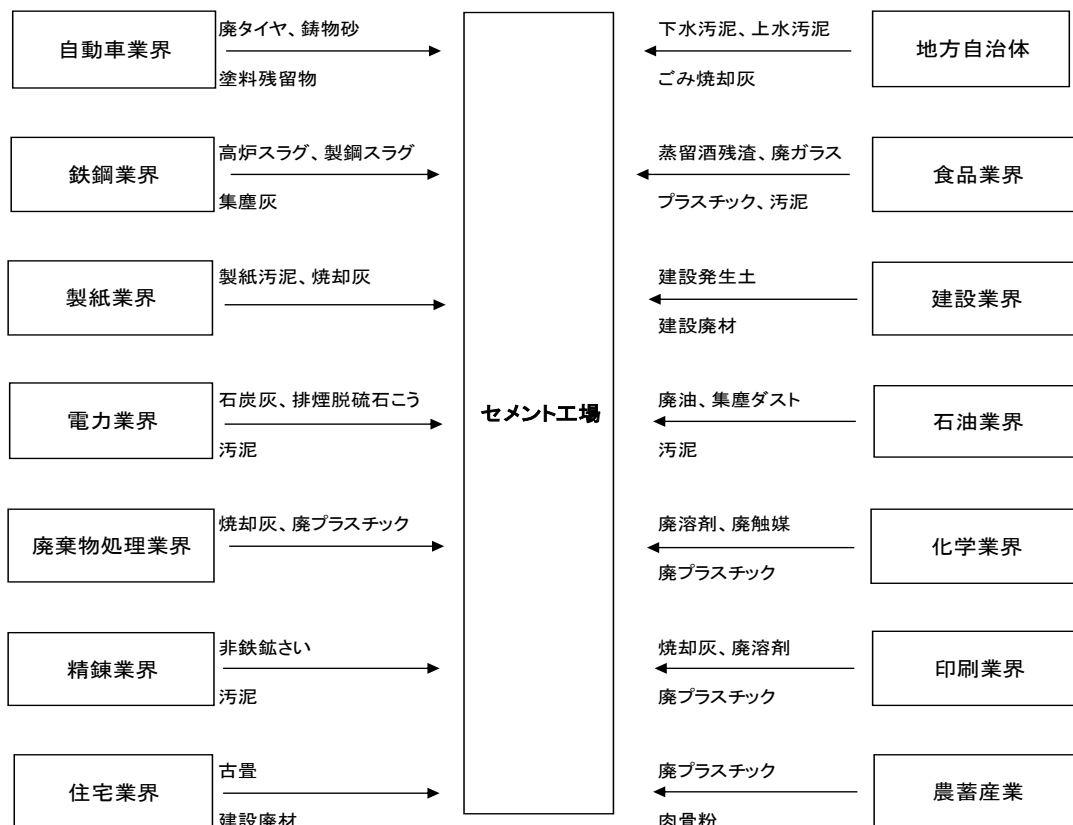 自動車業界
廃タイヤ、鋳物砂
塗料残留物
下水汚泥、上水汚泥
ごみ焼却灰
地方自治体
鉄鋼業界
高炉スラグ、製鋼スラグ
集塵灰
蒸留酒残渣、廃ガラス
プラスチック、汚泥
食品業界
製紙業界
製紙汚泥、焼却灰
建設発生土
建設廃材
建設業界
電力業界
石炭灰、排煙脱硫石こう
汚泥
セメント工場
廃油、集塵ダスト
汚泥
石油業界
廃棄物処理業界
焼却灰、廃プラスチック
廃溶剤、廃触媒
廃プラスチック
化学業界
精錬業界
非鉄鉱さい
汚泥
焼却灰、廃溶剤
廃プラスチック
印刷業界
住宅業界
古畳
建設廃材
廃プラスチック
肉骨粉
農蓄産業